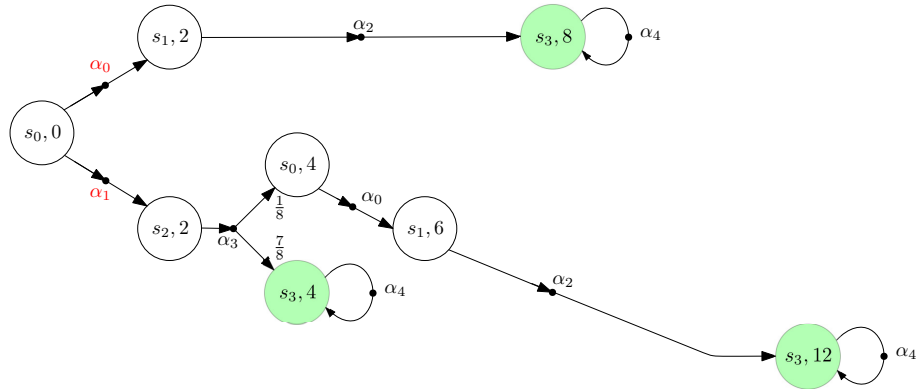 α₂
s₁, 2
s₃, 8
α₄
α₀
s₀, 0
s₀, 4
α₁
α₀
1/8
s₂, 2
s₁, 6
α₃
7/8
α₂
s₃, 4
α₄
s₃, 12
α₄